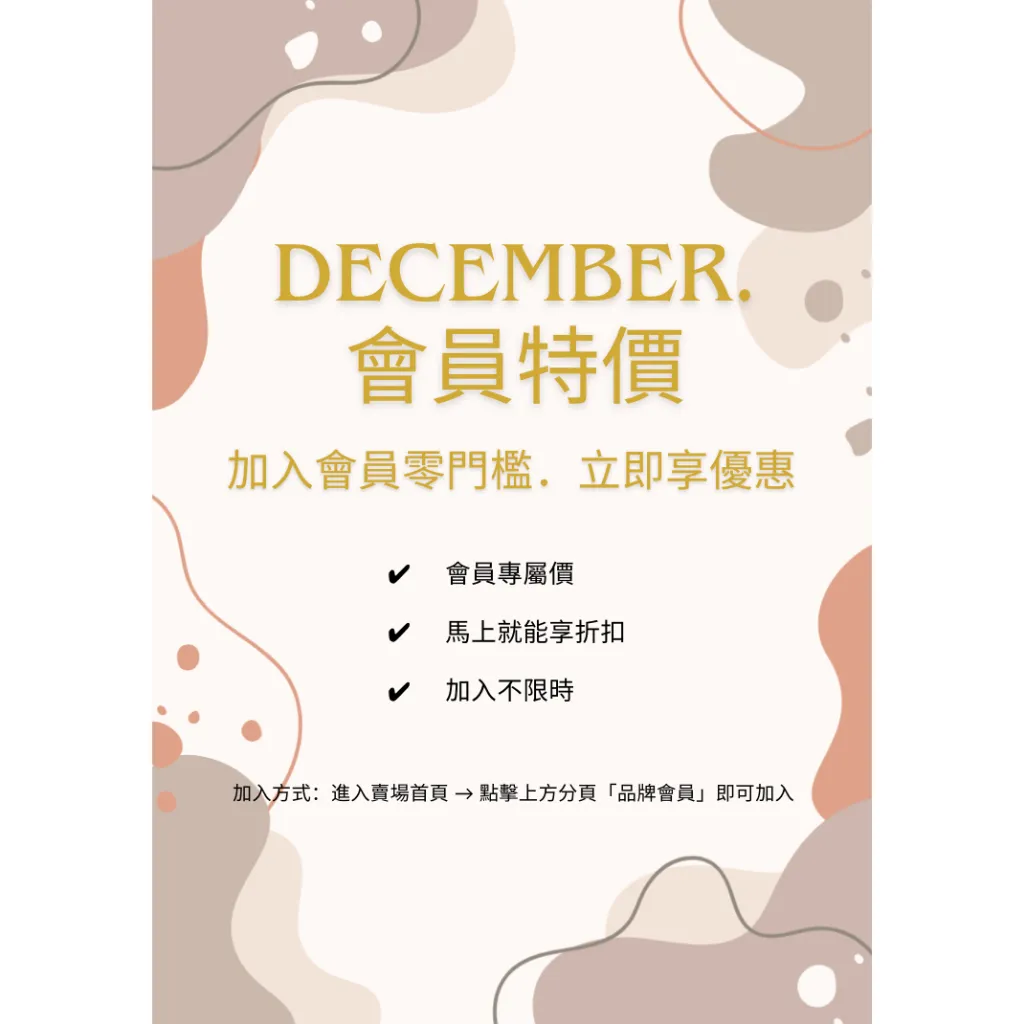 DECEMBER.
會員特價
加入會員零門檻．立即享優惠
✔ 會員專屬價
✔ 馬上就能享折扣
✔ 加入不限時
加入方式：進入賣場首頁 → 點擊上方分頁「品牌會員」即可加入